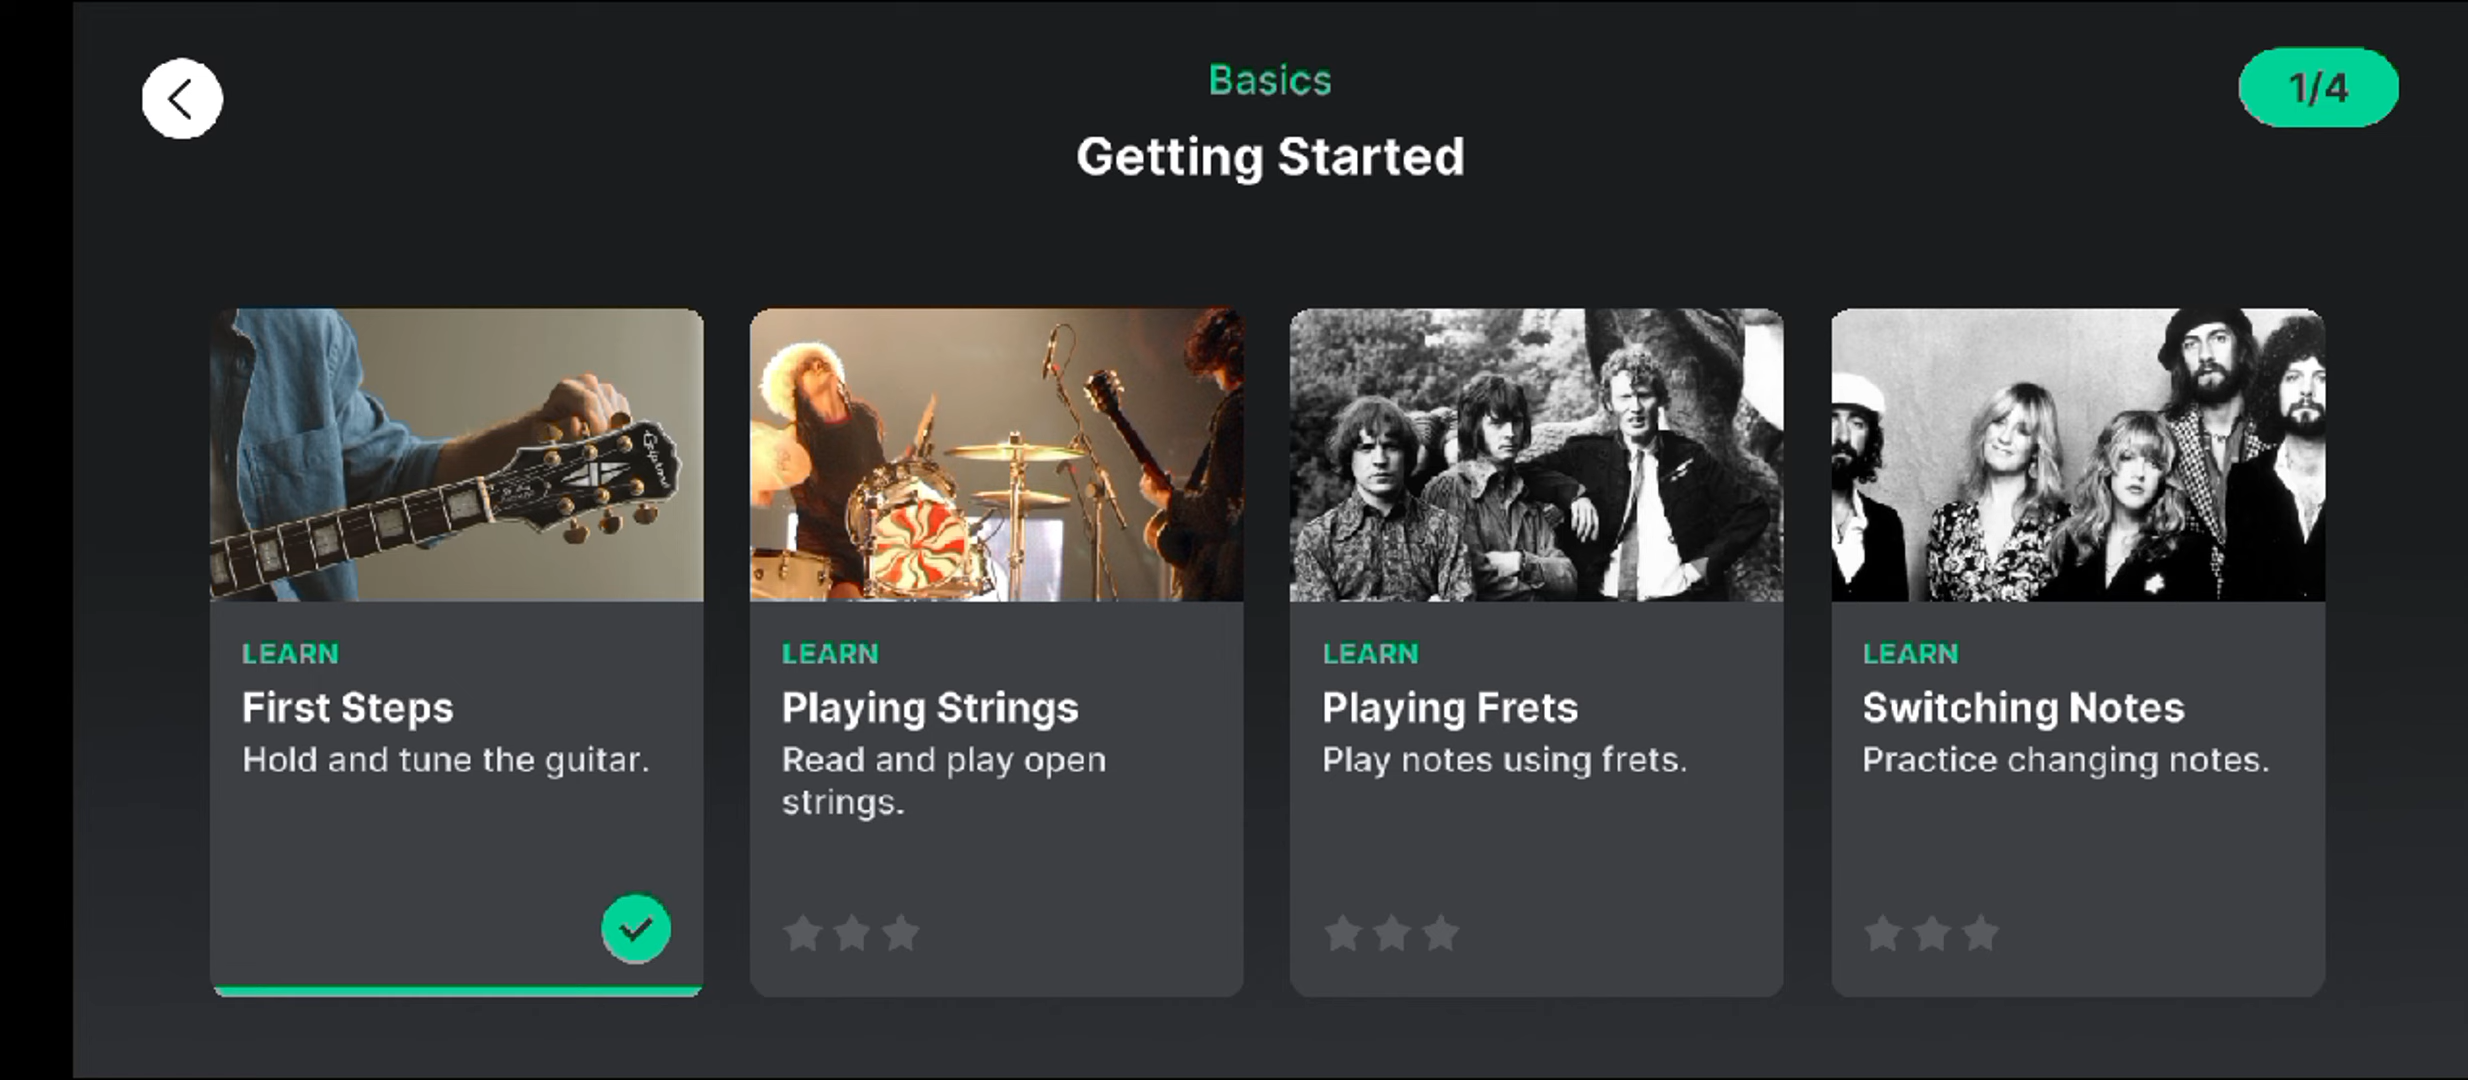 Basics
1/4
Getting Started
LEARN
First Steps
Hold and tune the guitar.
LEARN
Playing Strings
Read and play open
strings.
LEARN
Playing Frets
Play notes using frets.
LEARN
Switching Notes
Practice changing notes.